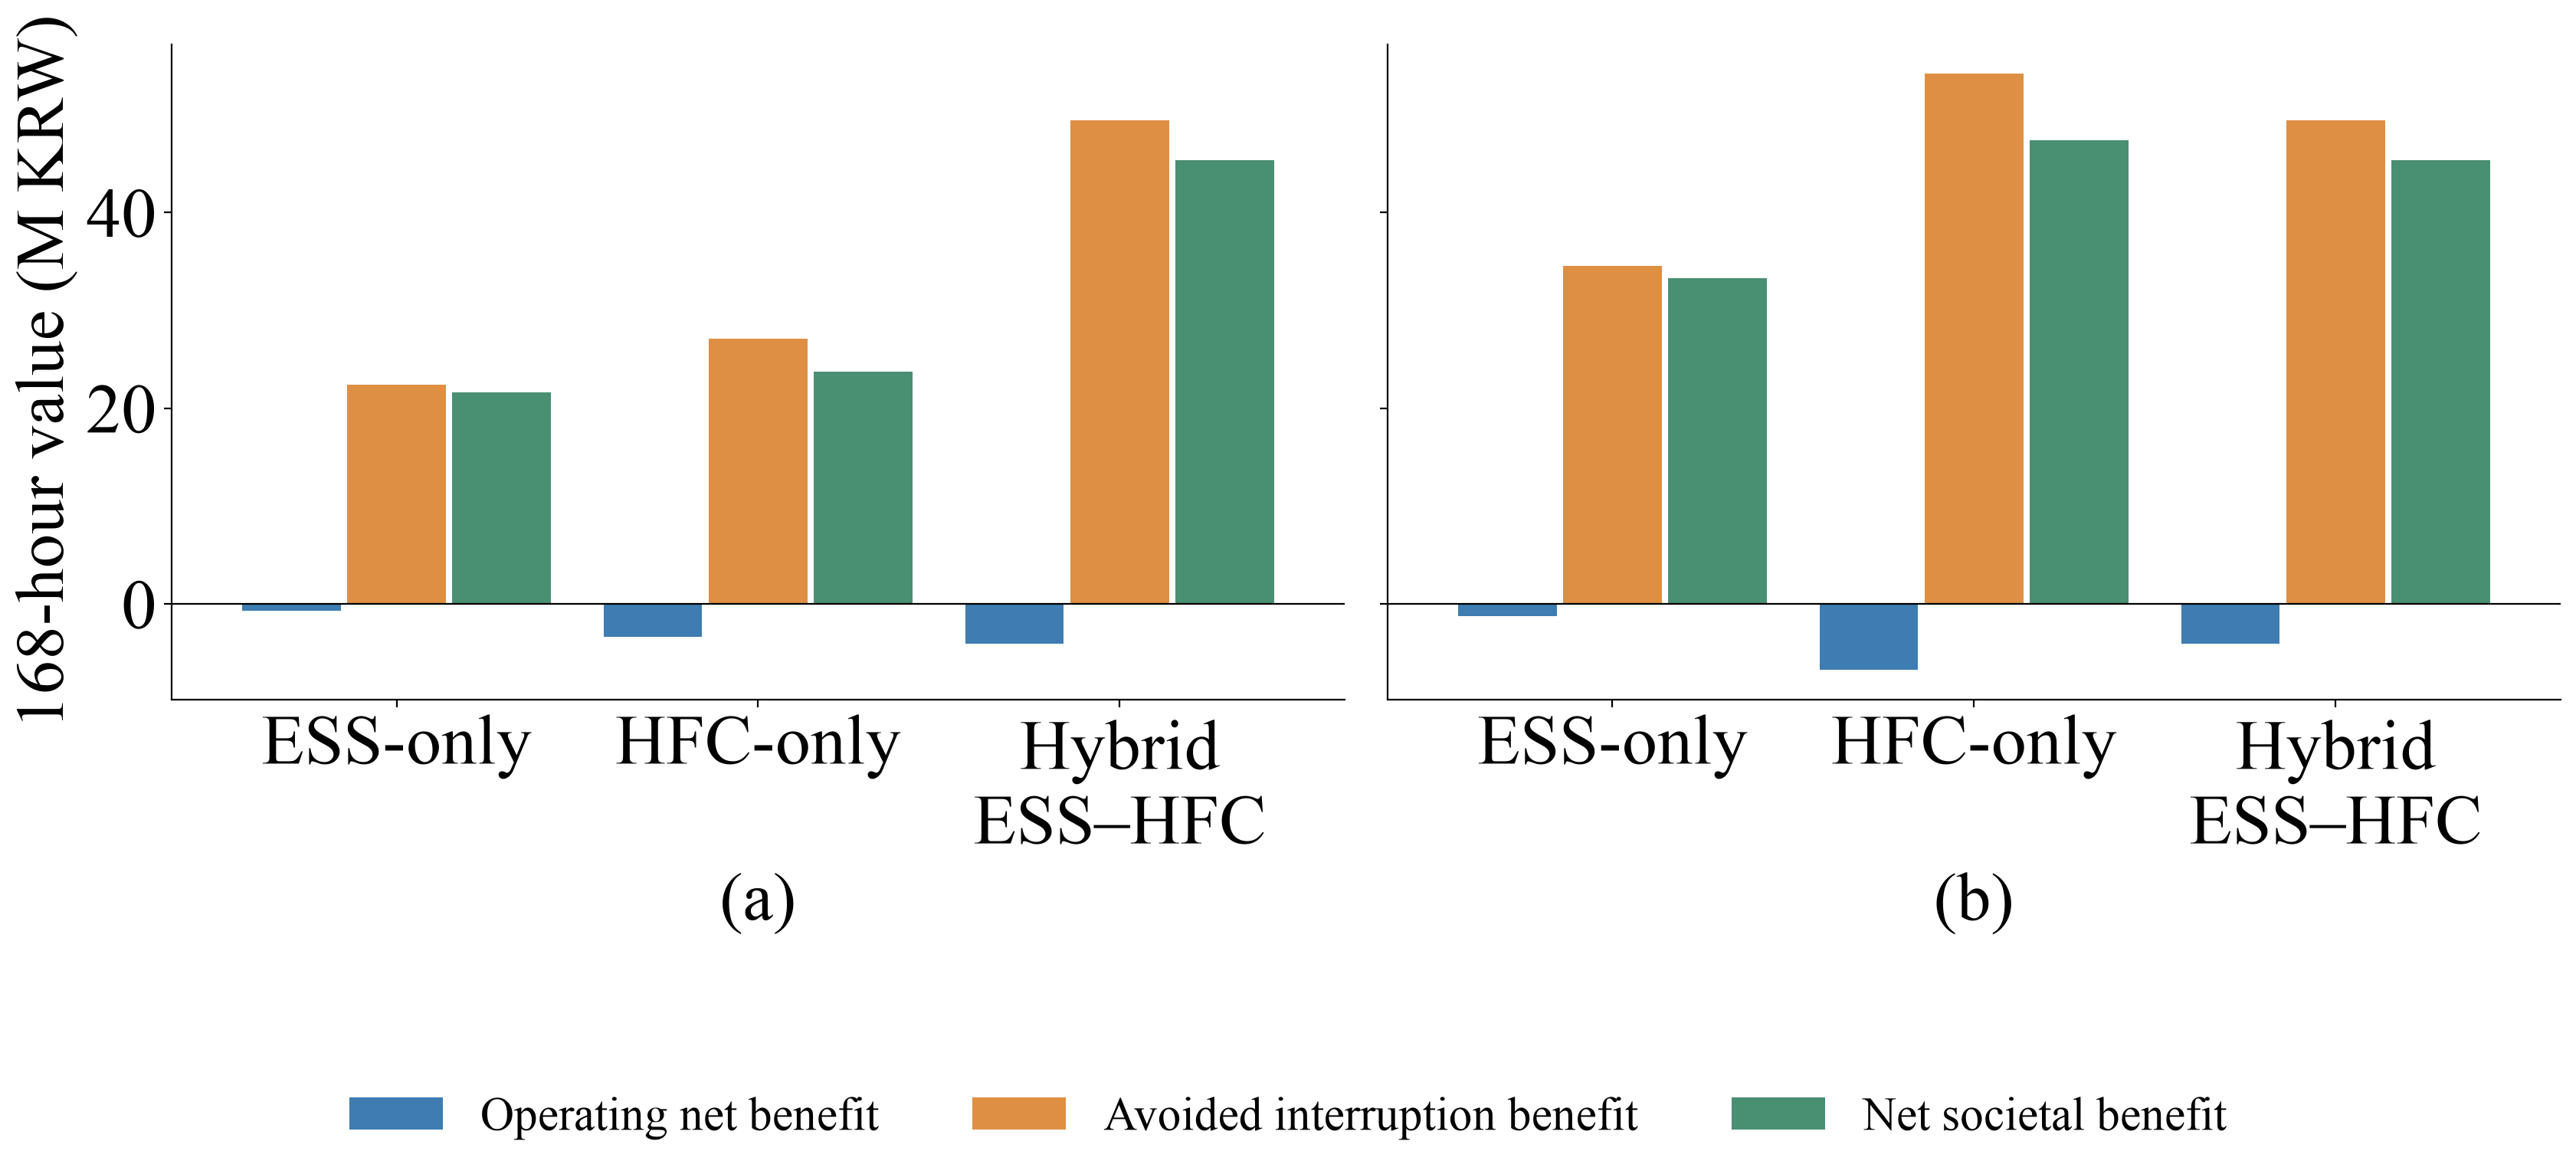 168-hour value (M KRW)
40
20
0
ESS-only
HFC-only
Hybrid
ESS–HFC
(a)
ESS-only
HFC-only
Hybrid
ESS–HFC
(b)
Operating net benefit
Avoided interruption benefit
Net societal benefit